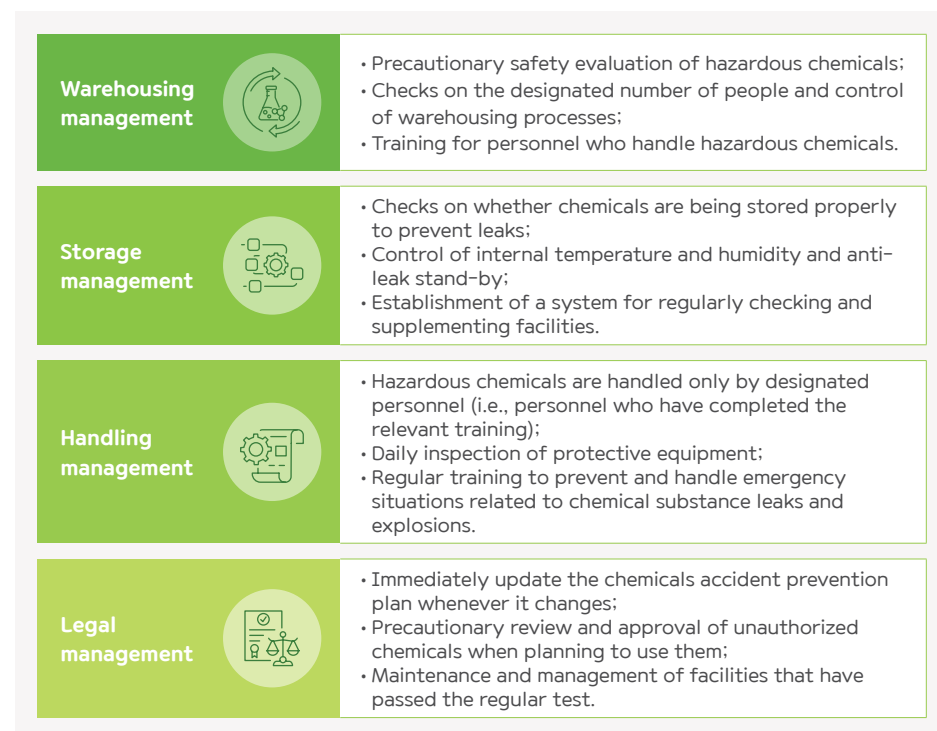 Warehousing
management
• Precautionary safety evaluation of hazardous chemicals;
• Checks on the designated number of people and control
of warehousing processes;
• Training for personnel who handle hazardous chemicals.
Storage
management
• Checks on whether chemicals are being stored properly
to prevent leaks;
• Control of internal temperature and humidity and anti-
leak stand-by;
• Establishment of a system for regularly checking and
supplementing facilities.
Handling
management
• Hazardous chemicals are handled only by designated
personnel (i.e., personnel who have completed the
relevant training);
• Daily inspection of protective equipment;
• Regular training to prevent and handle emergency
situations related to chemical substance leaks and
explosions.
Legal
management
• Immediately update the chemicals accident prevention
plan whenever it changes;
• Precautionary review and approval of unauthorized
chemicals when planning to use them;
• Maintenance and management of facilities that have
passed the regular test.